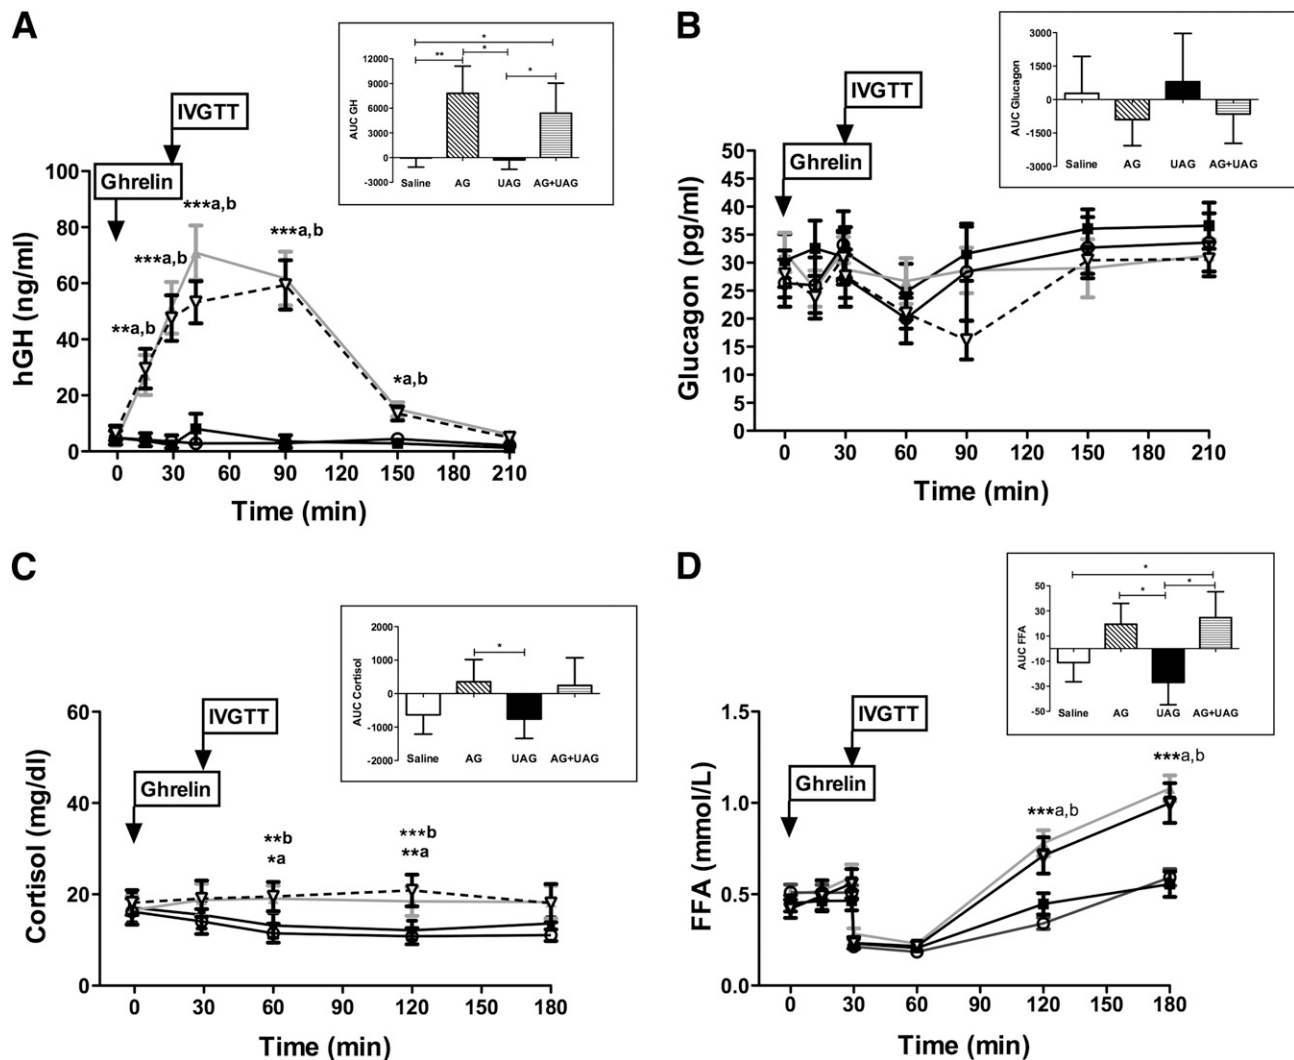 A
IVGTT
Ghrelin
hGH (ng/ml)
100
80
60
40
20
0
***a,b
***a,b
***a,b
**a,b
*a,b
0 30 60 90 120 150 180 210
Time (min)
AUC GH
12000
9000
6000
3000
0
-3000
*
** *
*
Saline AG UAG AG+UAG
B
IVGTT
Ghrelin
Glucagon (pg/ml)
50
45
40
35
30
25
20
15
10
5
0
0 30 60 90 120 150 180 210
Time (min)
AUC Glucagon
3000
1500
0
-1500
-3000
Saline AG UAG AG+UAG
C
IVGTT
Ghrelin
Cortisol (mg/dl)
60
40
20
0
**b
*a
***b
**a
0 30 60 90 120 150 180
Time (min)
AUC Cortisol
2000
1000
0
-1000
-2000
*
Saline AG UAG AG+UAG
D
IVGTT
Ghrelin
FFA (mmol/L)
1.5
1.0
0.5
0.0
***a,b
***a,b
0 30 60 90 120 150 180
Time (min)
AUC FFA
50
30
10
-10
-30
-50
*
* *
Saline AG UAG AG+UAG